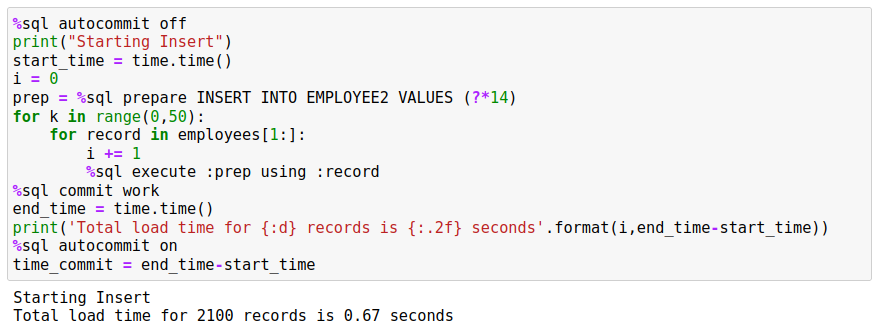 %sql autocommit off
print("Starting Insert")
start_time = time.time()
i = 0
prep = %sql prepare INSERT INTO EMPLOYEE2 VALUES (?*14)
for k in range(0,50):
    for record in employees[1:]:
        i += 1
        %sql execute :prep using :record
%sql commit work
end_time = time.time()
print('Total load time for {:d} records is {:.2f} seconds'.format(i,end_time-start_time))
%sql autocommit on
time_commit = end_time-start_time
Starting Insert
Total load time for 2100 records is 0.67 seconds